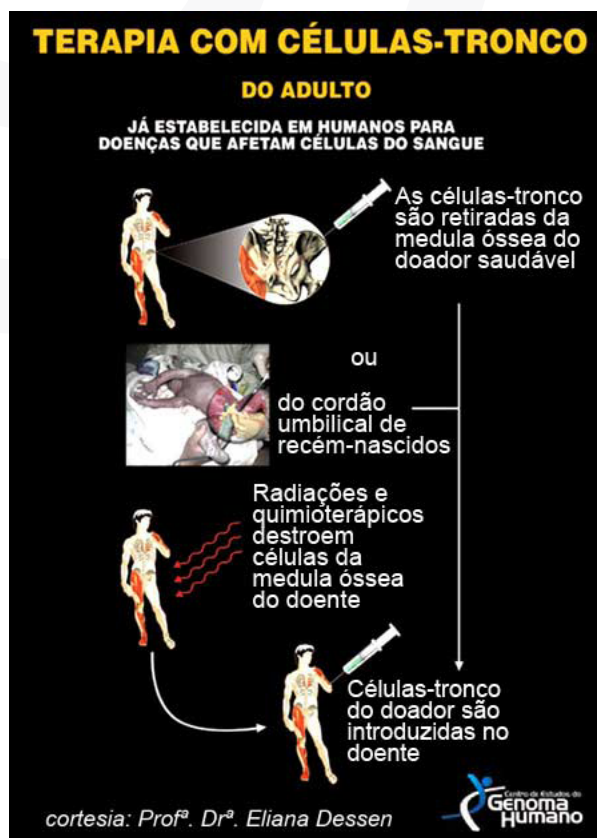 TERAPIA COM CÉLULAS-TRONCO
DO ADULTO
JÁ ESTABELECIDA EM HUMANOS PARA
DOENÇAS QUE AFETAM CÉLULAS DO SANGUE
As células-tronco
são retiradas da
medula óssea do
doador saudável
ou
do cordão
umbilical de
recém-nascidos
Radiações e
quimioterápicos
destroem
células da
medula óssea
do doente
Células-tronco
do doador são
introduzidas no
doente
cortesia: Profª. Drª. Eliana Dessen
Centro de Estudos do
Genoma
Humano